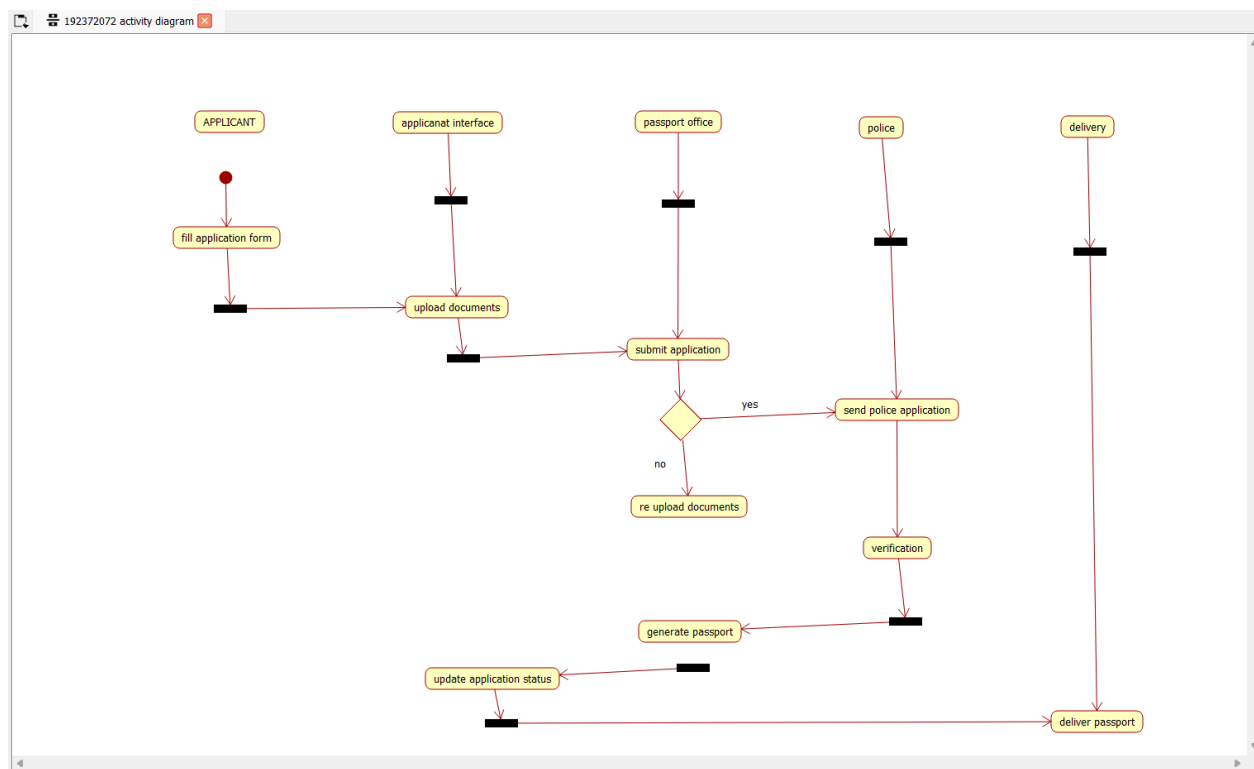 192372072 activity diagram
APPLICANT
applicanat interface
passport office
police
delivery
fill application form
upload documents
submit application
yes
send police application
no
re upload documents
verification
generate passport
update application status
deliver passport